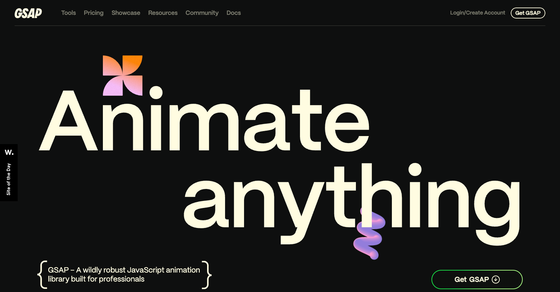 GSAP
Tools Pricing Showcase Resources Community Docs
Login/Create Account
Get GSAP
Animate
anything
W.
Site of the Day
GSAP – A wildly robust JavaScript animation
library built for professionals
Get GSAP